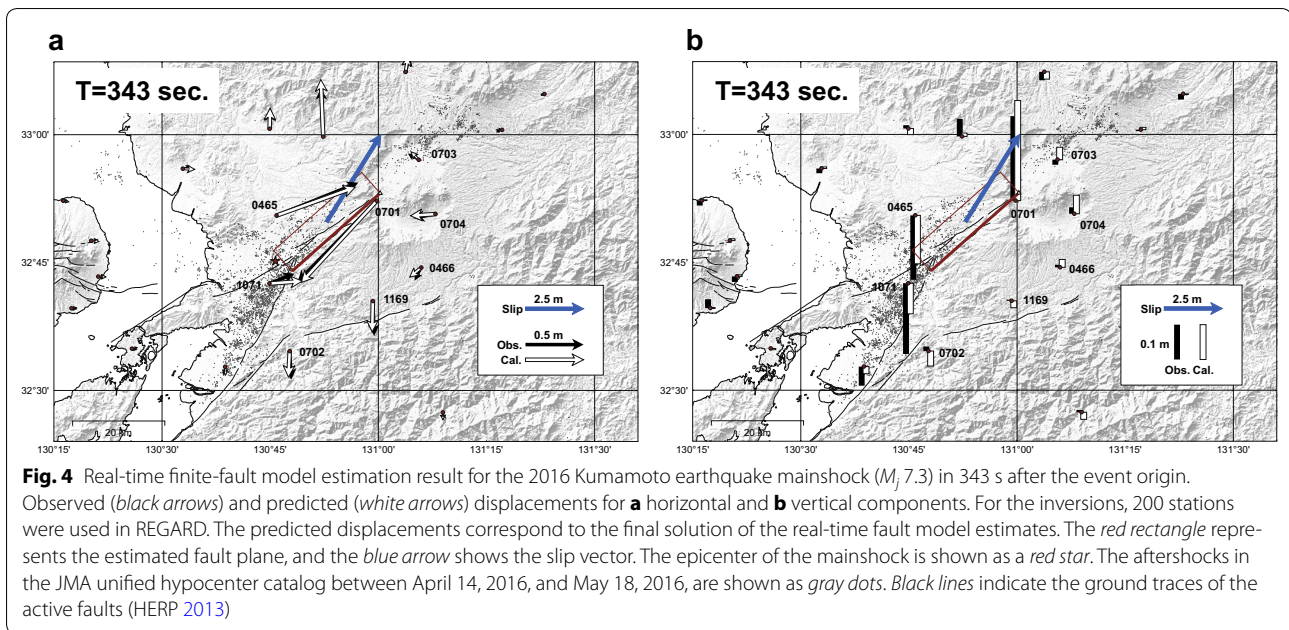 a
T=343 sec.
33°00'
0703
0465
0701
0704
32°45'
0466
1071
1169
Slip 2.5 m
0.5 m
Obs.
Cal.
0702
32°30'
20 km
130°15' 130°30' 130°45' 131°00' 131°15' 131°30'
b
T=343 sec.
33°00'
0703
0465
0701
0704
32°45'
0466
1071
1169
Slip 2.5 m
0.1 m
Obs. Cal.
0702
32°30'
20 km
130°15' 130°30' 130°45' 131°00' 131°15' 131°30'
Fig. 4 Real-time finite-fault model estimation result for the 2016 Kumamoto earthquake mainshock (Mj 7.3) in 343 s after the event origin.
Observed (black arrows) and predicted (white arrows) displacements for a horizontal and b vertical components. For the inversions, 200 stations
were used in REGARD. The predicted displacements correspond to the final solution of the real-time fault model estimates. The red rectangle repre-
sents the estimated fault plane, and the blue arrow shows the slip vector. The epicenter of the mainshock is shown as a red star. The aftershocks in
the JMA unified hypocenter catalog between April 14, 2016, and May 18, 2016, are shown as gray dots. Black lines indicate the ground traces of the
active faults (HERP 2013)